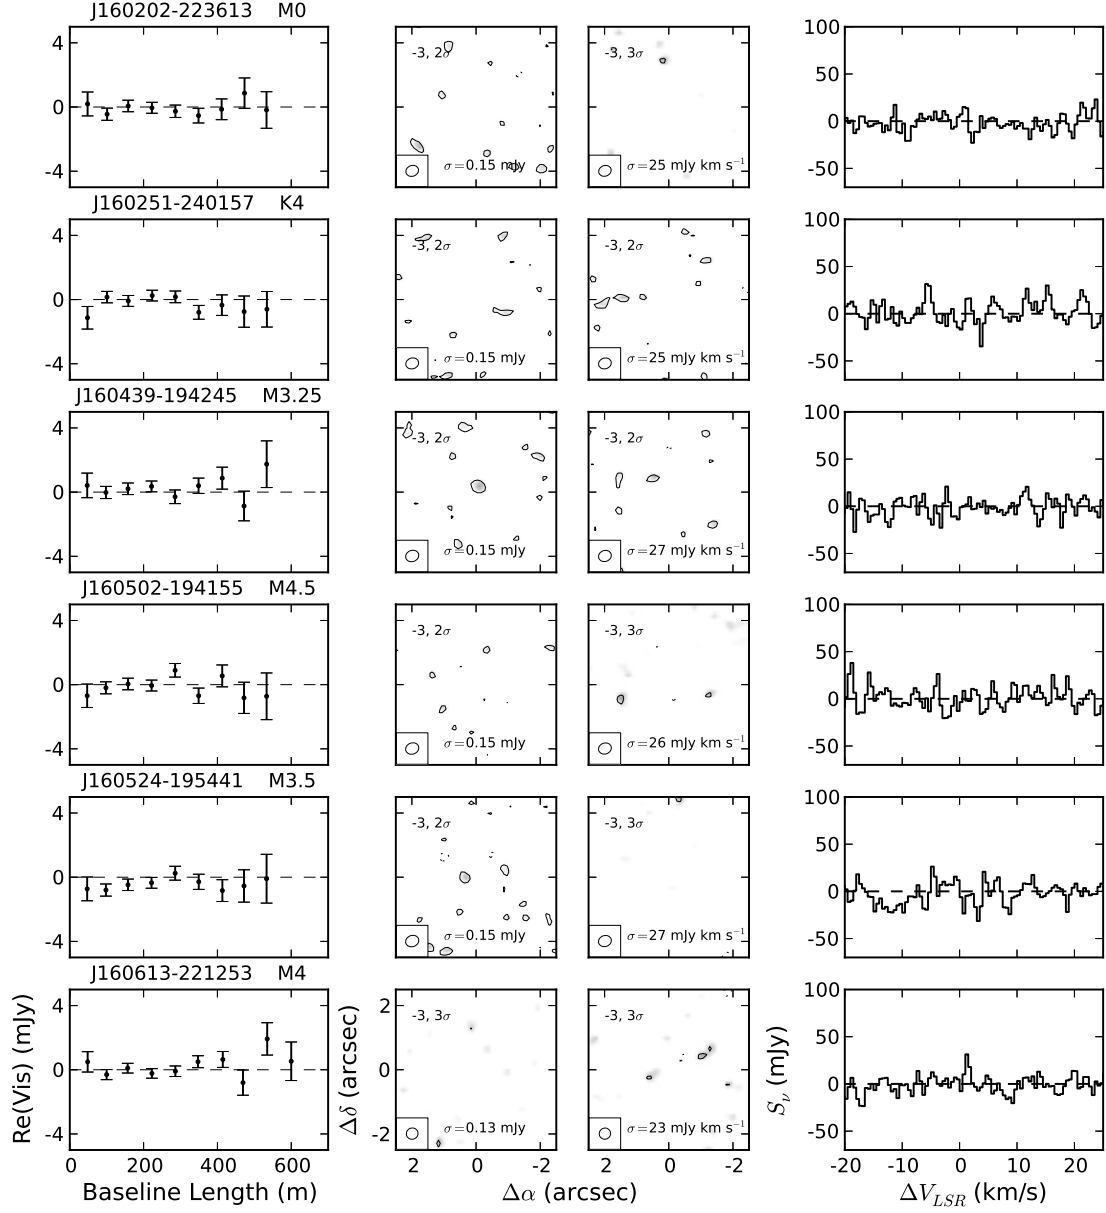 J160202-223613 M0
4
0
-4
-3, 2σ
σ=0.15 mJy
-3, 3σ
σ=25 mJy km s⁻¹
100
50
0
-50
J160251-240157 K4
4
0
-4
-3, 2σ
σ=0.15 mJy
-3, 2σ
σ=25 mJy km s⁻¹
100
50
0
-50
J160439-194245 M3.25
4
0
-4
-3, 2σ
σ=0.15 mJy
-3, 2σ
σ=27 mJy km s⁻¹
100
50
0
-50
J160502-194155 M4.5
4
0
-4
-3, 2σ
σ=0.15 mJy
-3, 3σ
σ=26 mJy km s⁻¹
100
50
0
-50
J160524-195441 M3.5
4
0
-4
-3, 2σ
σ=0.15 mJy
-3, 3σ
σ=27 mJy km s⁻¹
100
50
0
-50
J160613-221253 M4
Re(Vis) (mJy)
4
0
-4
0 200 400 600
Baseline Length (m)
Δδ (arcsec)
2
0
-2
-3, 3σ
σ=0.13 mJy
2 0 -2
-3, 3σ
σ=23 mJy km s⁻¹
2 0 -2
Δα (arcsec)
Sν (mJy)
100
50
0
-50
-20 -10 0 10 20
ΔV_LSR (km/s)